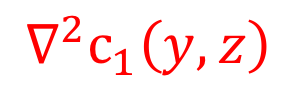 ∇²c₁(y, z)